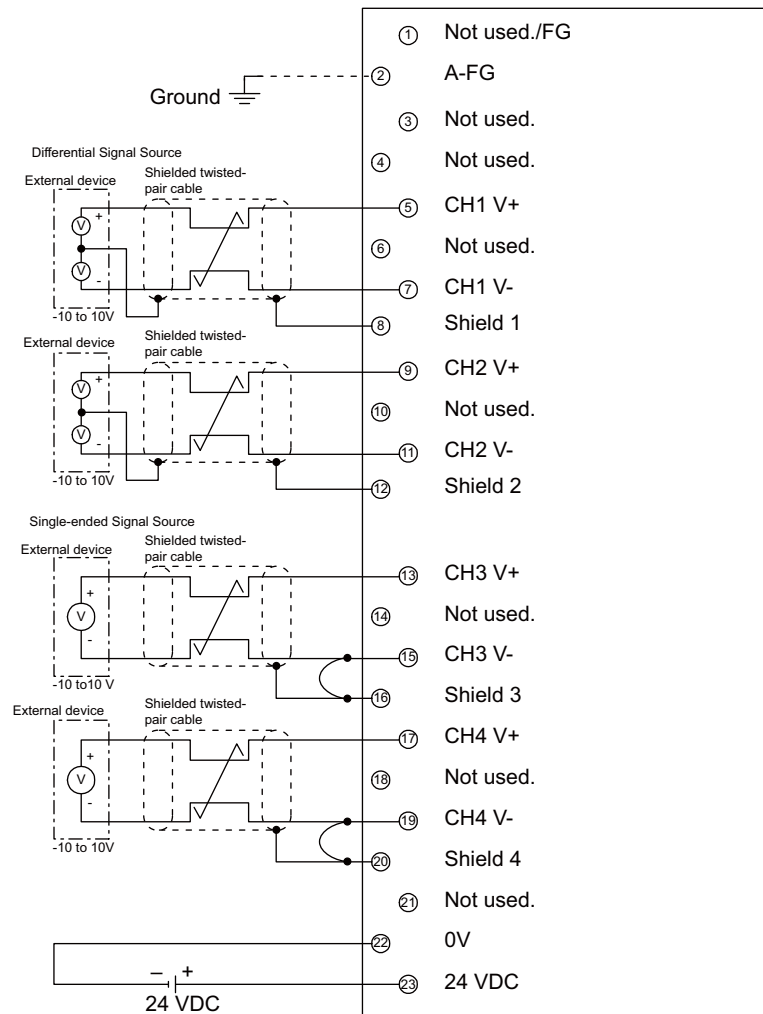 1 Not used./FG
2 A-FG
Ground
3 Not used.
Differential Signal Source
4 Not used.
External device
Shielded twisted-
pair cable
+
V
5 CH1 V+
6 Not used.
V
-
7 CH1 V-
-10 to 10V
8 Shield 1
External device
Shielded twisted-
pair cable
+
V
9 CH2 V+
10 Not used.
V
-
11 CH2 V-
-10 to 10V
12 Shield 2
Single-ended Signal Source
External device
Shielded twisted-
pair cable
13 CH3 V+
+
V
-
14 Not used.
15 CH3 V-
-10 to10 V
16 Shield 3
External device
Shielded twisted-
pair cable
17 CH4 V+
+
V
-
18 Not used.
19 CH4 V-
-10 to 10V
20 Shield 4
21 Not used.
22 0V
– +
23 24 VDC
24 VDC